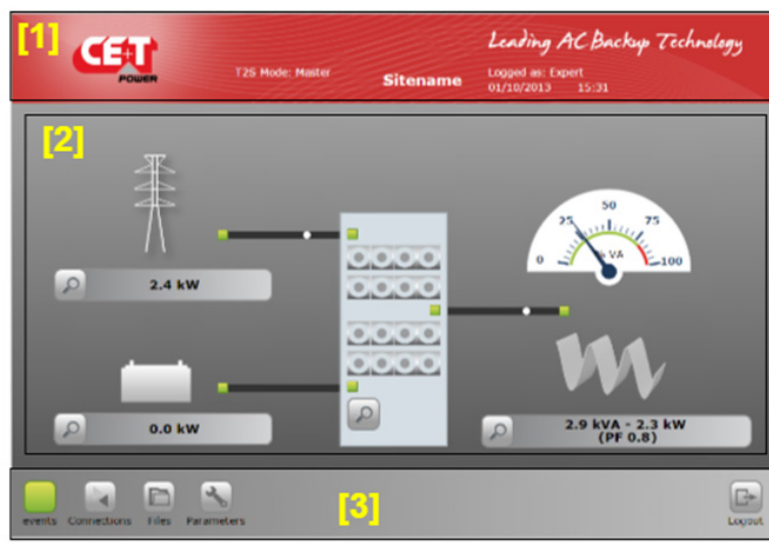 [1]
CE+T
POWER
Leading AC Backup Technology
T2S Mode: Master
Sitename
Logged as: Expert
01/10/2013 15:31
[2]
0 25 50 75 100
% VA
2.4 kW
0.0 kW
2.9 kVA - 2.3 kW
(PF 0.8)
events Connections Files Parameters
[3]
Logout